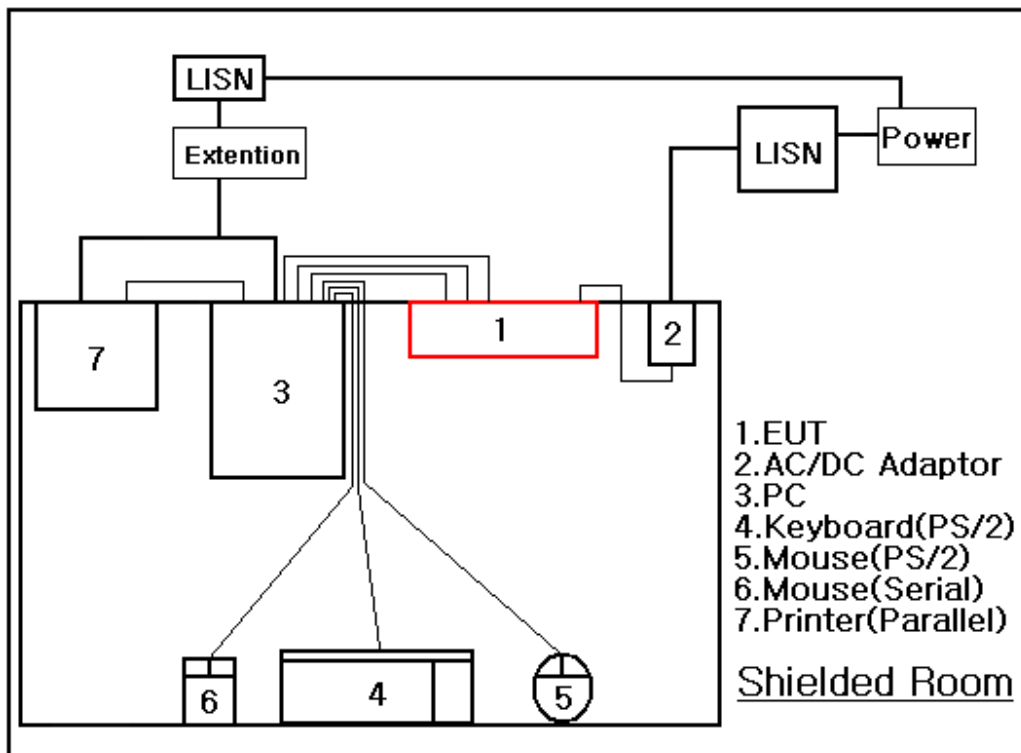 LISN
Extention
LISN
Power
1
2
7
3
1.EUT
2.AC/DC Adaptor
3.PC
4.Keyboard(PS/2)
5.Mouse(PS/2)
6.Mouse(Serial)
7.Printer(Parallel)
6
4
5
Shielded Room